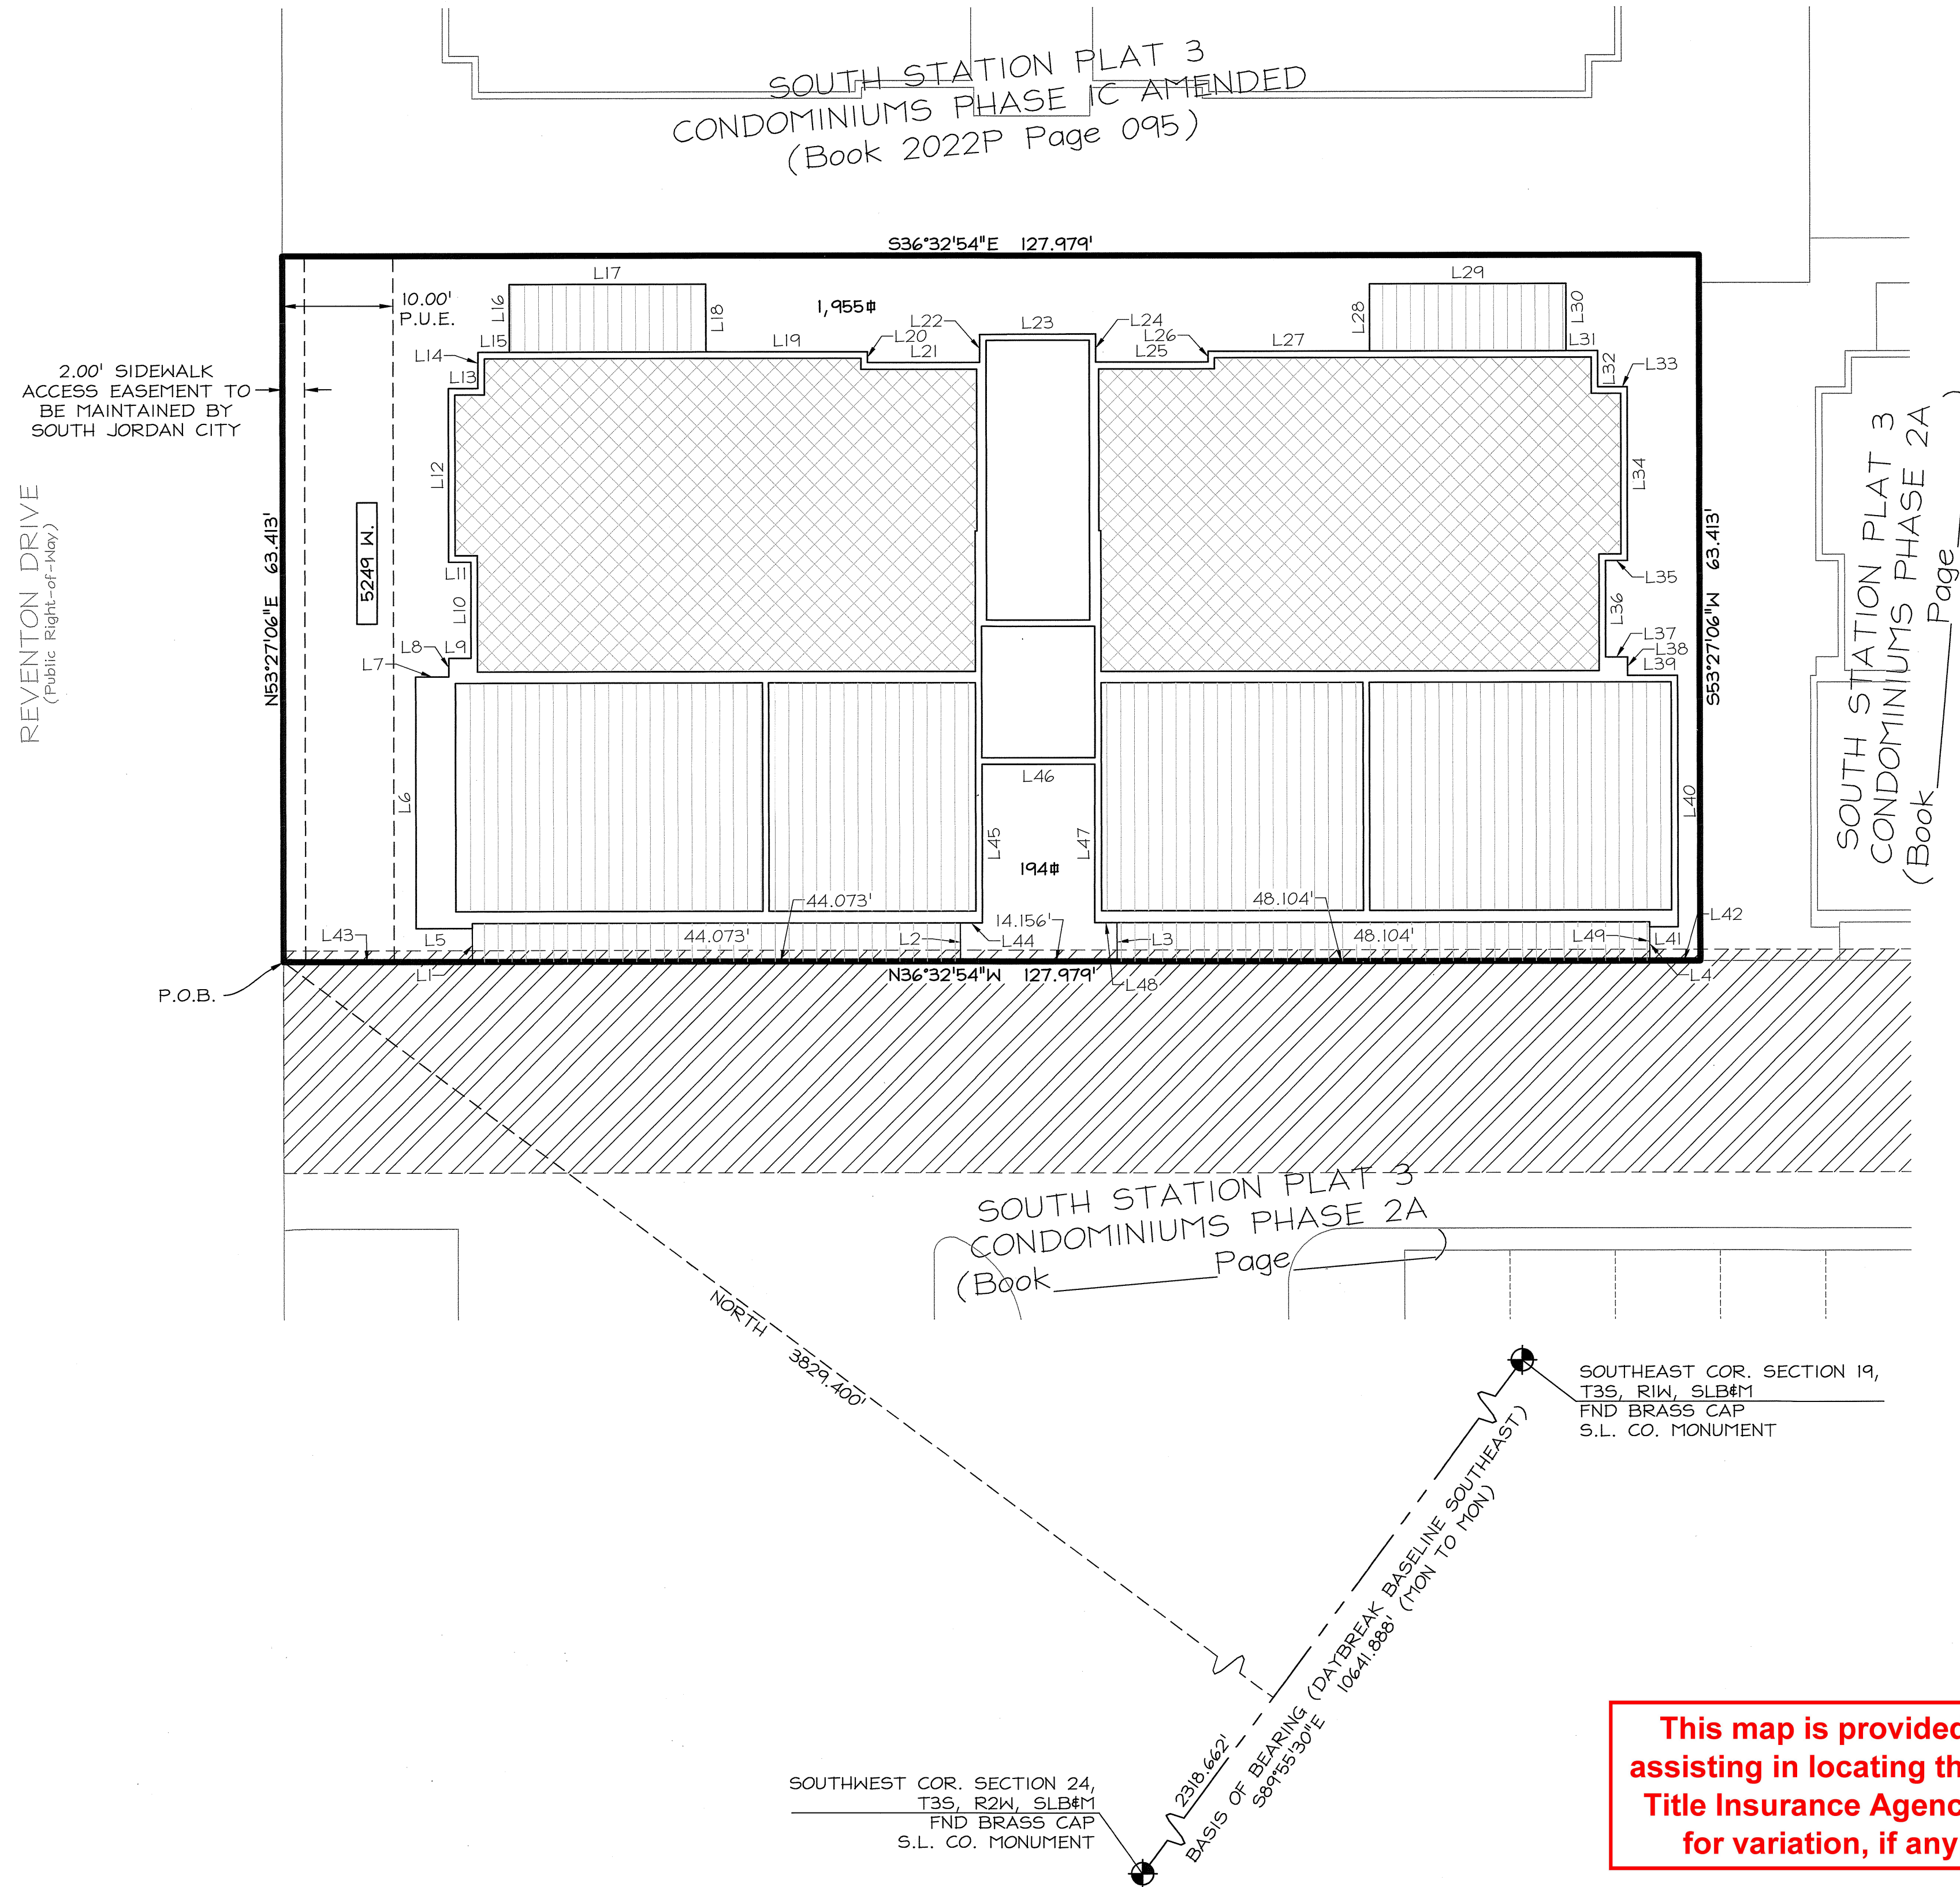 SOUTH STATION PLAT 3
CONDOMINIUMS PHASE 1C AMENDED
(Book 2022P Page 095)
S36°32'54"E 127.979'
L17
L29
L16
L18
L28
L30
10.00'
P.U.E.
1,955
L22
L23
L24
L20
L26
L14
L15
L19
L21
L25
L27
L31
L32
L33
L13
2.00' SIDEWALK
ACCESS EASEMENT TO
BE MAINTAINED BY
SOUTH JORDAN CITY
L12
L34
REVENTON DRIVE
(Public Right-of-Way)
N53°27'06"E 63.413'
5249 W.
S53°27'06"W 63.413'
SOUTH STATION PLAT 3
CONDOMINIUMS PHASE 2A
(Book Page )
L11
L10
L35
L36
L8
L9
L7
L37
L38
L39
L6
L46
L45
L47
L40
194
44.073'
48.104'
L43
L5
44.073'
L2
14.156'
L44
L3
48.104'
L49
L41
L42
L1
N36°32'54"W 127.979'
L48
L4
P.O.B.
SOUTH STATION PLAT 3
CONDOMINIUMS PHASE 2A
(Book Page )
NORTH 3829.400'
SOUTHEAST COR. SECTION 19,
T3S, R1W, SLB&M
FND BRASS CAP
S.L. CO. MONUMENT
2318.662'
BASIS OF BEARING (DAYBREAK BASELINE SOUTHEAST)
S89°55'30"E 10641.888' (MON TO MON)
SOUTHWEST COR. SECTION 24,
T3S, R2W, SLB&M
FND BRASS CAP
S.L. CO. MONUMENT
This map is provided
assisting in locating th
Title Insurance Agenc
for variation, if any